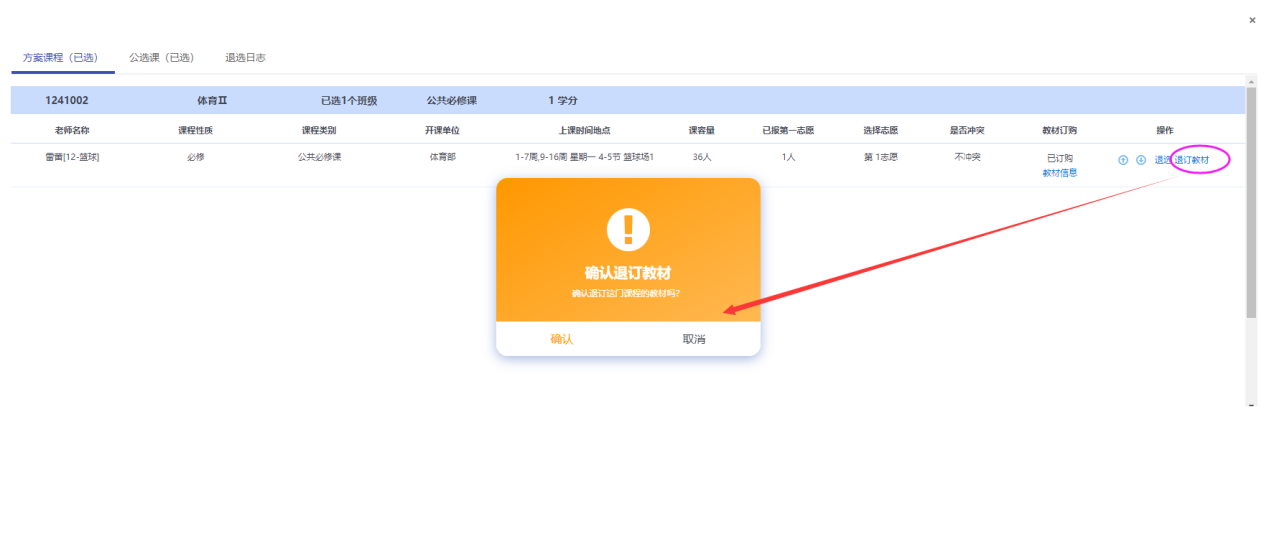 ×
方案课程（已选） 公选课（已选） 退选日志
1241002 体育Ⅱ 已选1个班级 公共必修课 1 学分
老师名称 课程性质 课程类别 开课单位 上课时间地点 课容量 已报第一志愿 选择志愿 是否冲突 教材订购 操作
雷蕾[12-篮球] 必修 公共必修课 体育部 1-7周,9-16周 星期一 4-5节 篮球场1 36人 1人 第 1志愿 不冲突 已订购 退选 退订教材
教材信息
确认退订教材
确认退订这门课程的教材吗?
确认 取消